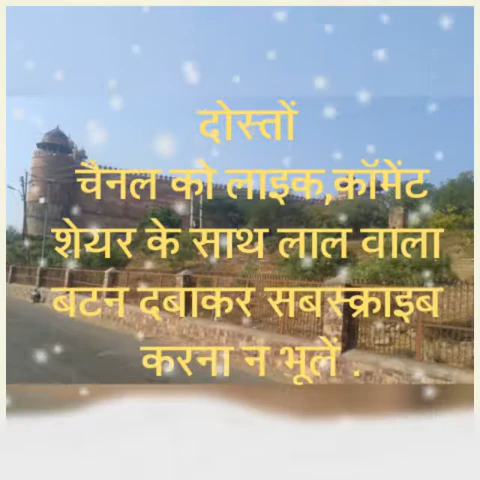 दोस्तों
चैनल को लाइक,कॉमेंट
शेयर के साथ लाल वाला
बटन दबाकर सबस्क्राइब
करना न भूलें .